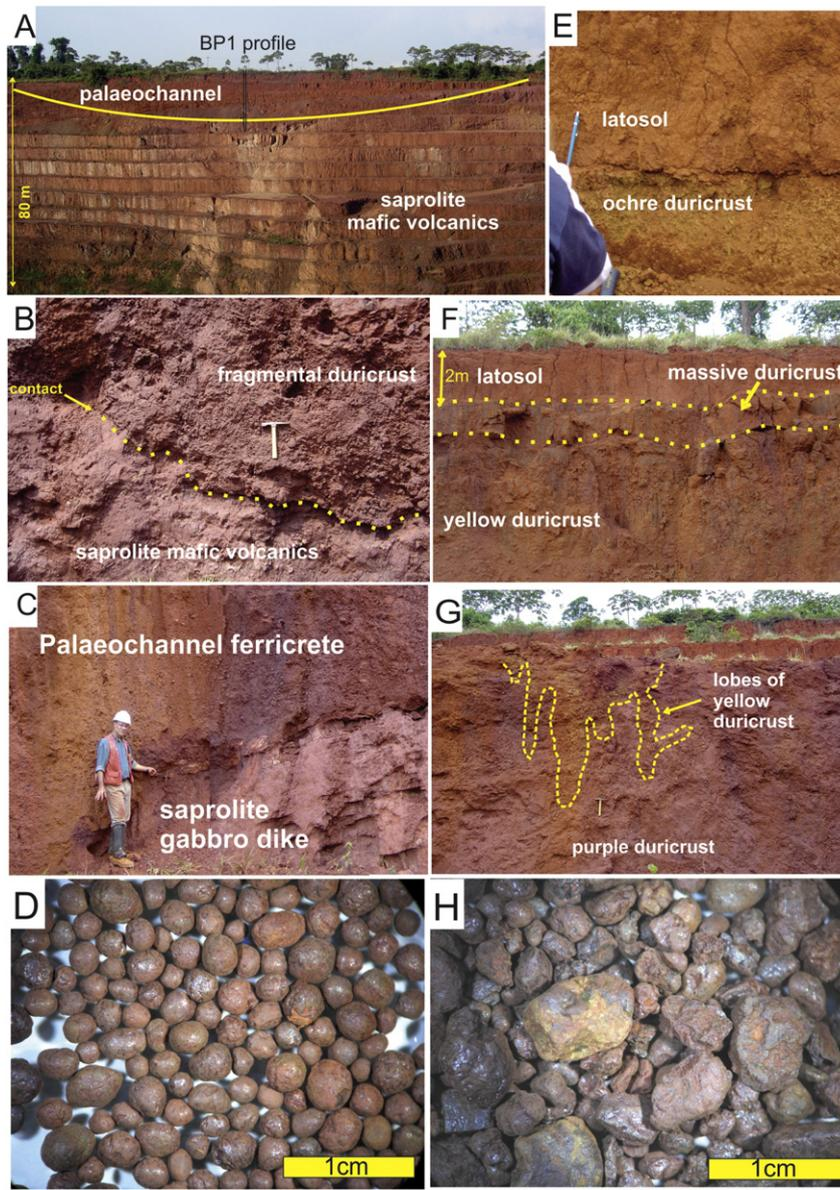 A
BP1 profile
palaeochannel
80 m
saprolite
mafic volcanics
B
contact
fragmental duricrust
saprolite mafic volcanics
C
Palaeochannel ferricrete
saprolite
gabbro dike
D
1cm
E
latosol
ochre duricrust
F
2m
latosol
massive duricrust
yellow duricrust
G
lobes of
yellow
duricrust
purple duricrust
H
1cm